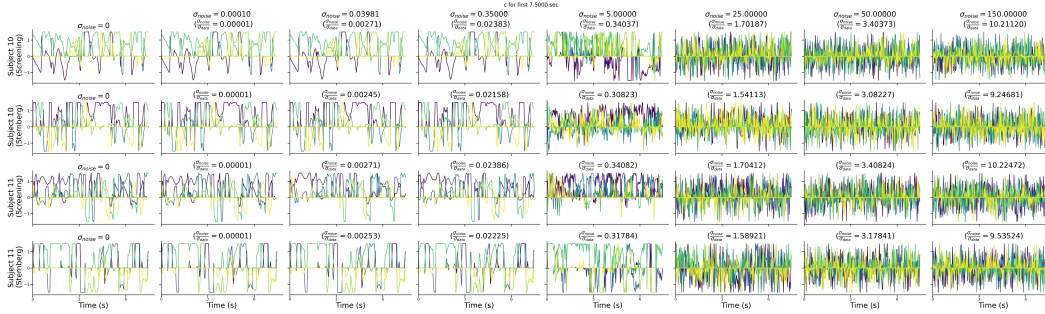 c for first 7.5000 sec
σnoise = 0
σnoise = 0.00010
(σnoise/σdata = 0.00001)
σnoise = 0.03981
(σnoise/σdata = 0.00271)
σnoise = 0.35000
(σnoise/σdata = 0.02383)
σnoise = 5.00000
(σnoise/σdata = 0.34037)
σnoise = 25.00000
(σnoise/σdata = 1.70187)
σnoise = 50.00000
(σnoise/σdata = 3.40373)
σnoise = 150.00000
(σnoise/σdata = 10.21120)
Subject 10
(Screening)
σnoise = 0
(σnoise/σdata = 0.00001)
(σnoise/σdata = 0.00245)
(σnoise/σdata = 0.02158)
(σnoise/σdata = 0.30823)
(σnoise/σdata = 1.54113)
(σnoise/σdata = 3.08227)
(σnoise/σdata = 9.24681)
Subject 10
(Sternberg)
σnoise = 0
(σnoise/σdata = 0.00001)
(σnoise/σdata = 0.00271)
(σnoise/σdata = 0.02386)
(σnoise/σdata = 0.34082)
(σnoise/σdata = 1.70412)
(σnoise/σdata = 3.40824)
(σnoise/σdata = 10.22472)
Subject 11
(Screening)
σnoise = 0
(σnoise/σdata = 0.00001)
(σnoise/σdata = 0.00253)
(σnoise/σdata = 0.02225)
(σnoise/σdata = 0.31784)
(σnoise/σdata = 1.58921)
(σnoise/σdata = 3.17841)
(σnoise/σdata = 9.53524)
Subject 11
(Sternberg)
Time (s)
Time (s)
Time (s)
Time (s)
Time (s)
Time (s)
Time (s)
Time (s)